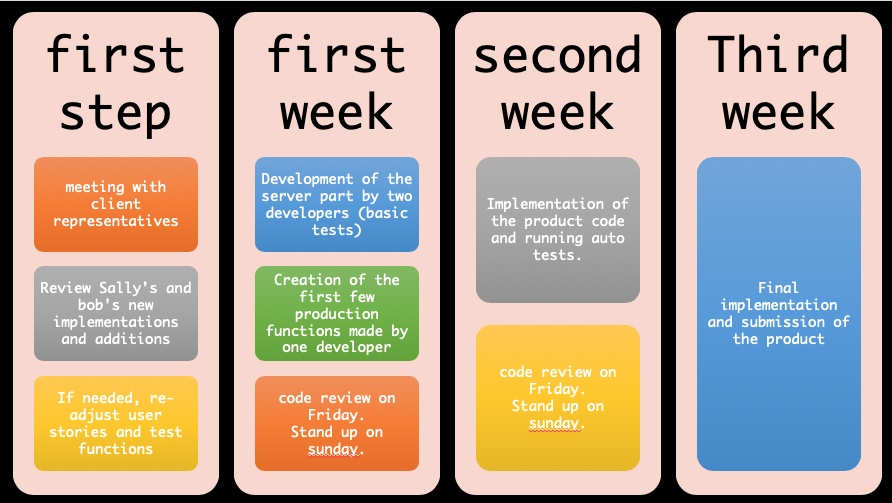 first
step
meeting with
client
representatives
Review Sally's and
bob's new
implementations
and additions
If needed, re-
adjust user
stories and test
functions
first
week
Development of the
server part by two
developers (basic
tests)
Creation of the
first few
production
functions made by
one developer
code review on
Friday.
Stand up on
sunday.
second
week
Implementation of
the product code
and running auto
tests.
code review on
Friday.
Stand up on
sunday.
Third
week
Final
implementation
and submission of
the product